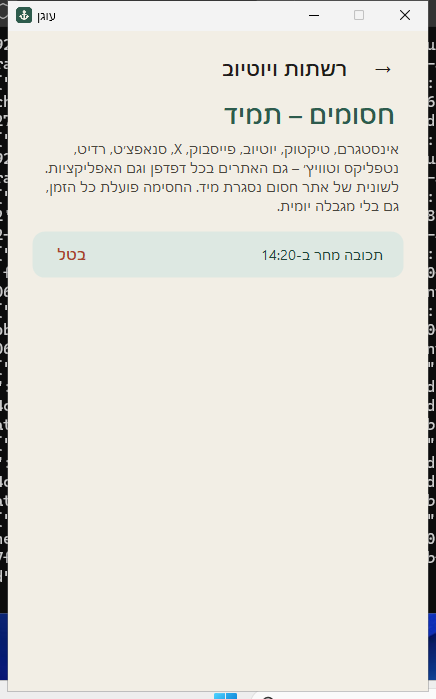 עוגן
רשתות ויוטיוב
חסומים – תמיד
אינסטגרם, טיקטוק, יוטיוב, פייסבוק, X, סנאפצ׳ט, רדיט,
נטפליקס וטוויץ׳ – גם האתרים בכל דפדפן וגם האפליקציות.
לשונית של אתר חסום נסגרת מיד. החסימה פועלת כל הזמן,
גם בלי מגבלה יומית.
תכובה מחר ב-14:20
בטל